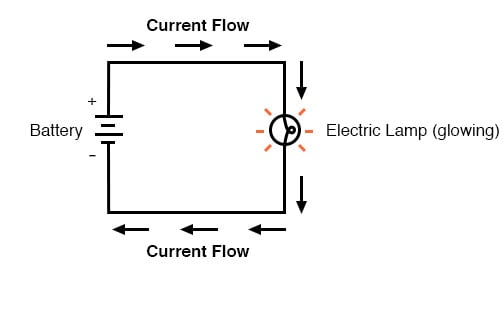 Current Flow
+
Battery
Electric Lamp (glowing)
−
Current Flow